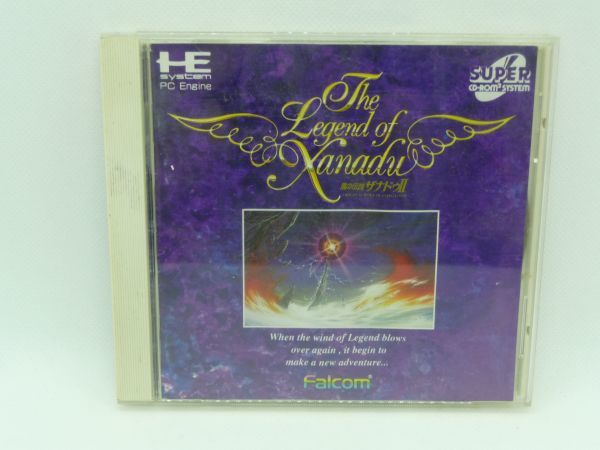 HE
system
PC Engine
SUPER
CD-ROM² SYSTEM
The
Legend of
Xanadu
風の伝説 ザナドゥII
When the wind of Legend blows
over again , it begin to
make a new adventure...
Falcom